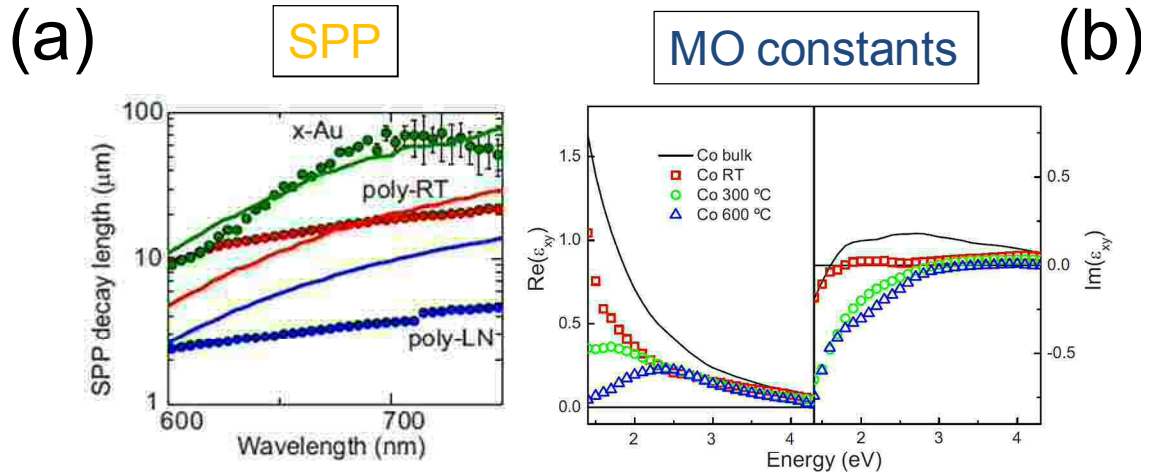 (a)
SPP
MO constants
(b)
100
10
1
SPP decay length (μm)
x-Au
poly-RT
poly-LN
600
700
Wavelength (nm)
Re(ε_xy)
1.5
1.0
0.5
0.0
Co bulk
Co RT
Co 300 ºC
Co 600 ºC
2
3
4
2
3
4
Energy (eV)
0.5
0.0
-0.5
Im(ε_xy)